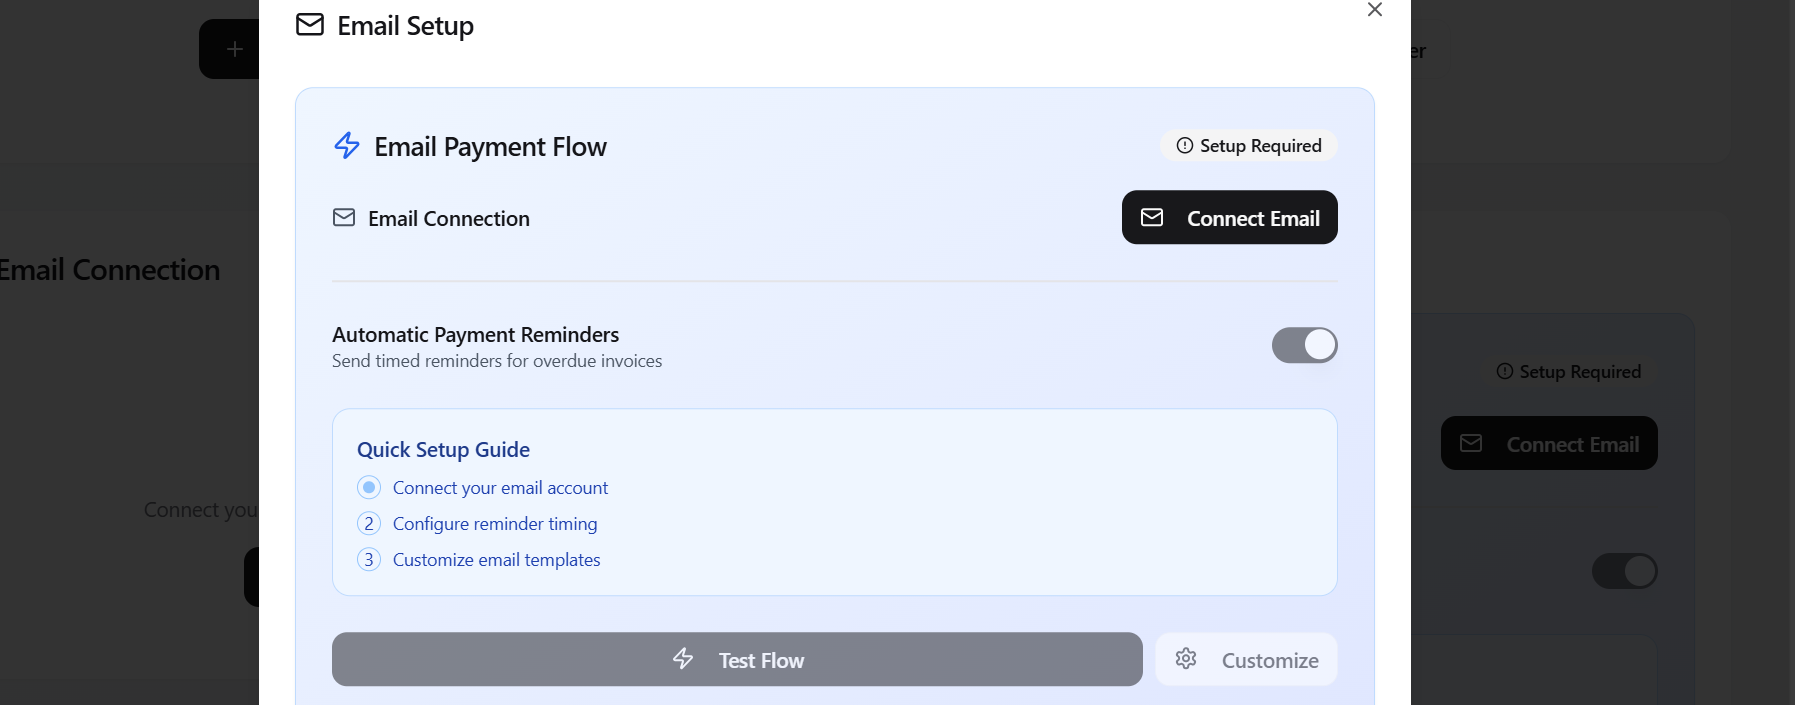 Email Setup
er
Email Payment Flow
Setup Required
Email Connection
Connect Email
Email Connection
Automatic Payment Reminders
Send timed reminders for overdue invoices
Setup Required
Connect Email
Quick Setup Guide
Connect your email account
2 Configure reminder timing
3 Customize email templates
Connect you
Test Flow
Customize